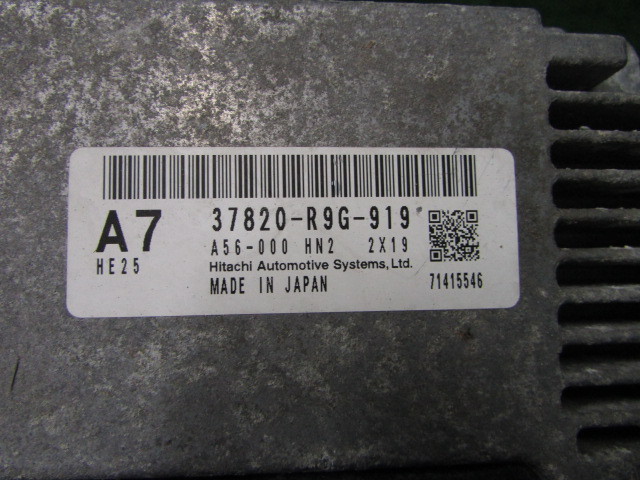 A7 37820-R9G-919
A56-000 HN2 2X19
HE25 Hitachi Automotive Systems, Ltd.
MADE IN JAPAN 71415546